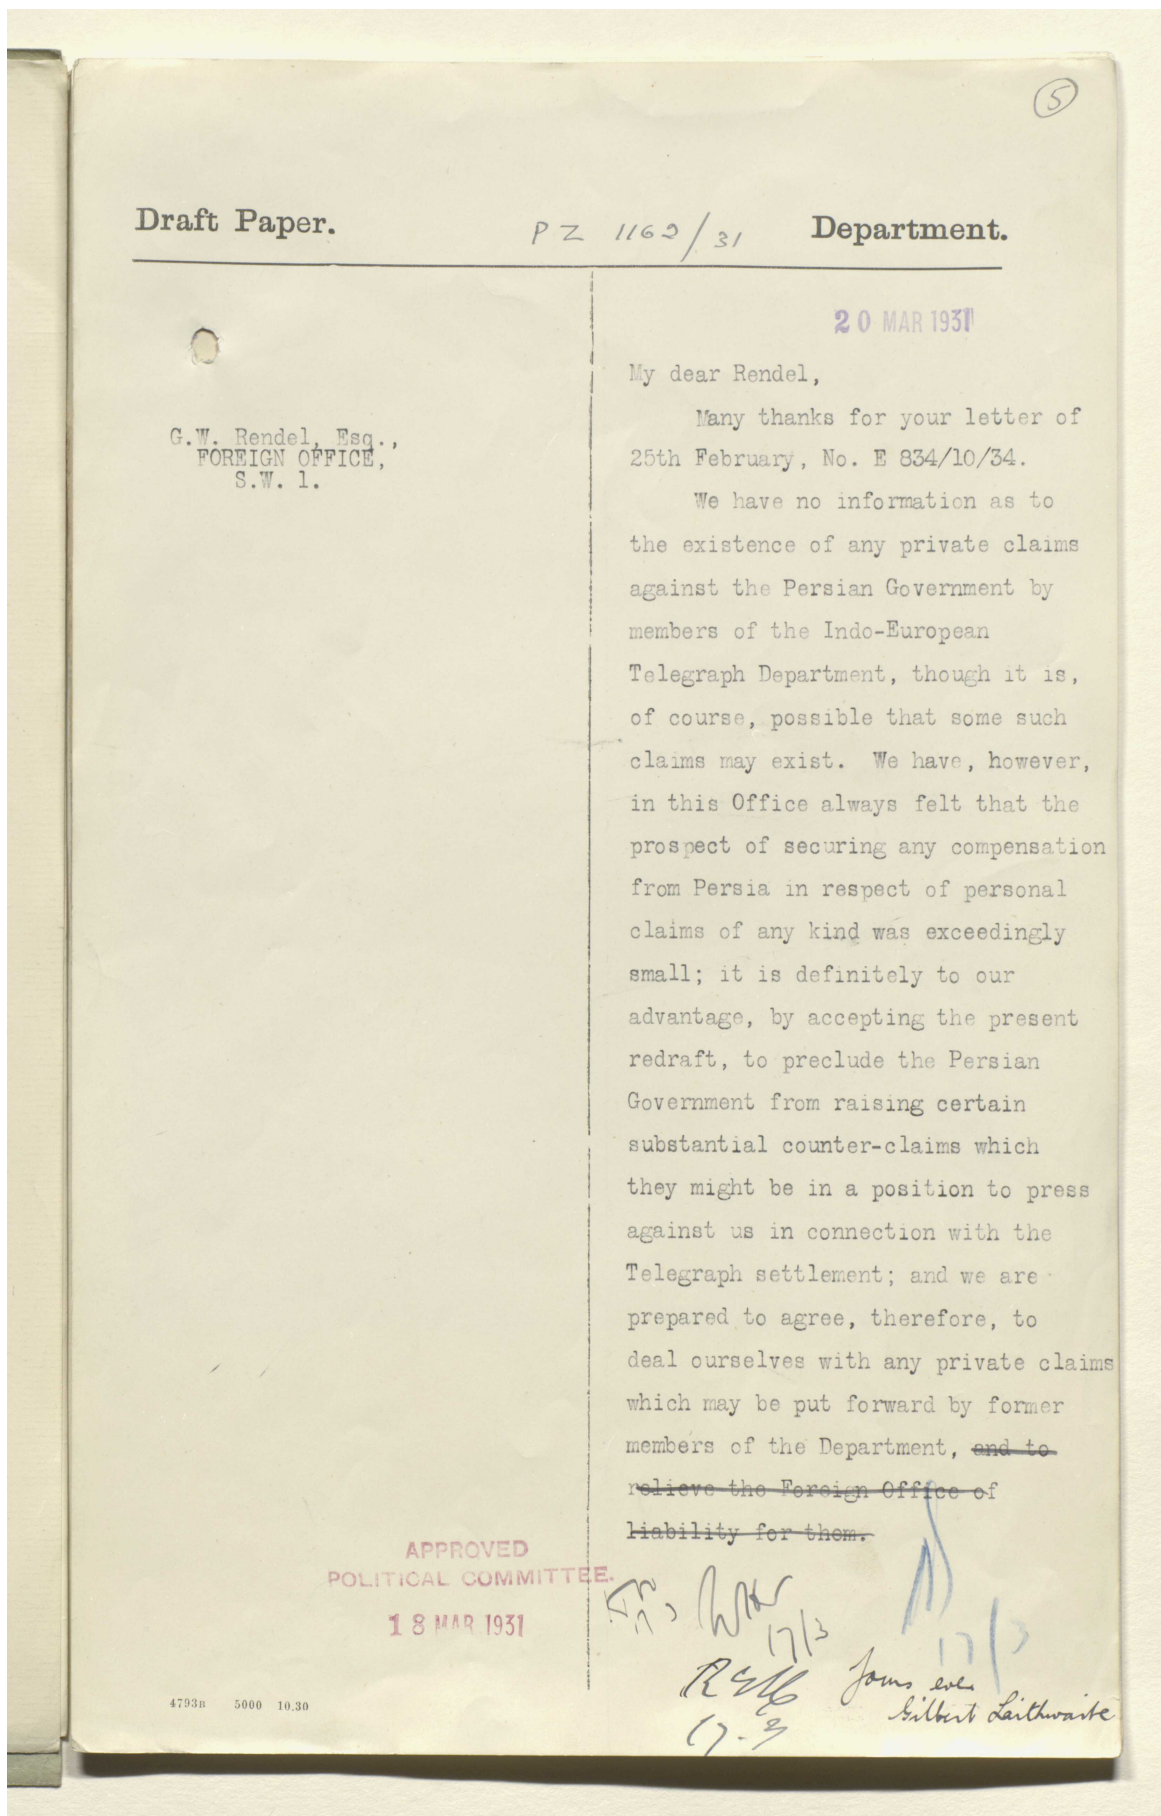 5
Draft Paper. P Z 1162/31 Department.
20 MAR 1931
G.W. Rendel, Esq.,
FOREIGN OFFICE,
S.W. 1.
My dear Rendel,
Many thanks for your letter of
25th February, No. E 834/10/34.
We have no information as to
the existence of any private claims
against the Persian Government by
members of the Indo-European
Telegraph Department, though it is,
of course, possible that some such
claims may exist. We have, however,
in this Office always felt that the
prospect of securing any compensation
from Persia in respect of personal
claims of any kind was exceedingly
small; it is definitely to our
advantage, by accepting the present
redraft, to preclude the Persian
Government from raising certain
substantial counter-claims which
they might be in a position to press
against us in connection with the
Telegraph settlement; and we are
prepared to agree, therefore, to
deal ourselves with any private claims
which may be put forward by former
members of the Department, and to
relieve the Foreign Office of
liability for them.
APPROVED
POLITICAL COMMITTEE.
18 MAR 1931
17/3
17/3
17-3
Yours ever
Gilbert Laithwaite
4793B 5000 10.30